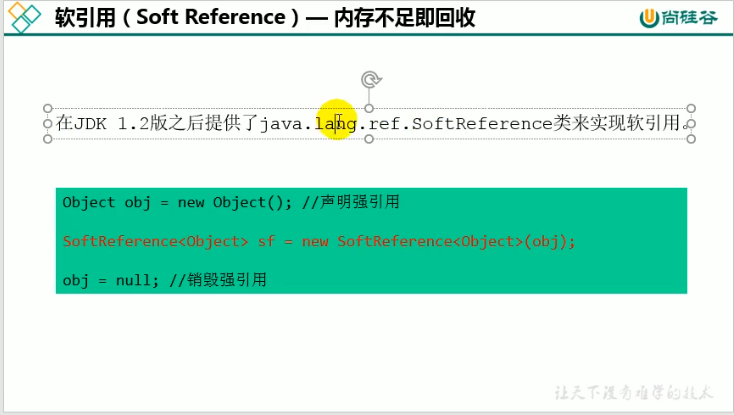 软引用（Soft Reference）— 内存不足即回收
尚硅谷
在JDK 1.2版之后提供了java.lang.ref.SoftReference类来实现软引用。
Object obj = new Object(); //声明强引用
SoftReference<Object> sf = new SoftReference<Object>(obj);
obj = null; //销毁强引用
让天下没有难学的技术